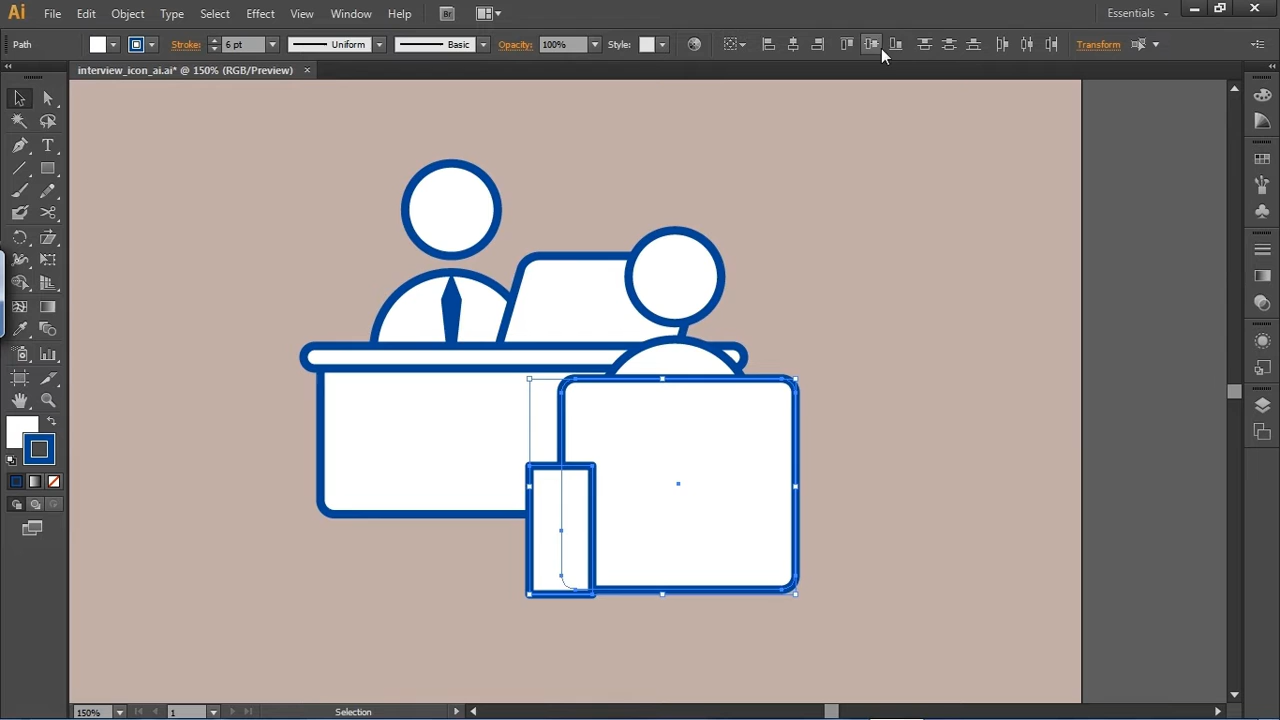 Ai File Edit Object Type Select Effect View Window Help Br Essentials
Path Stroke: 6 pt Uniform Basic Opacity: 100% Style: Transform
interview_icon_ai.ai* @ 150% (RGB/Preview) ×
T
150% 1 Selection